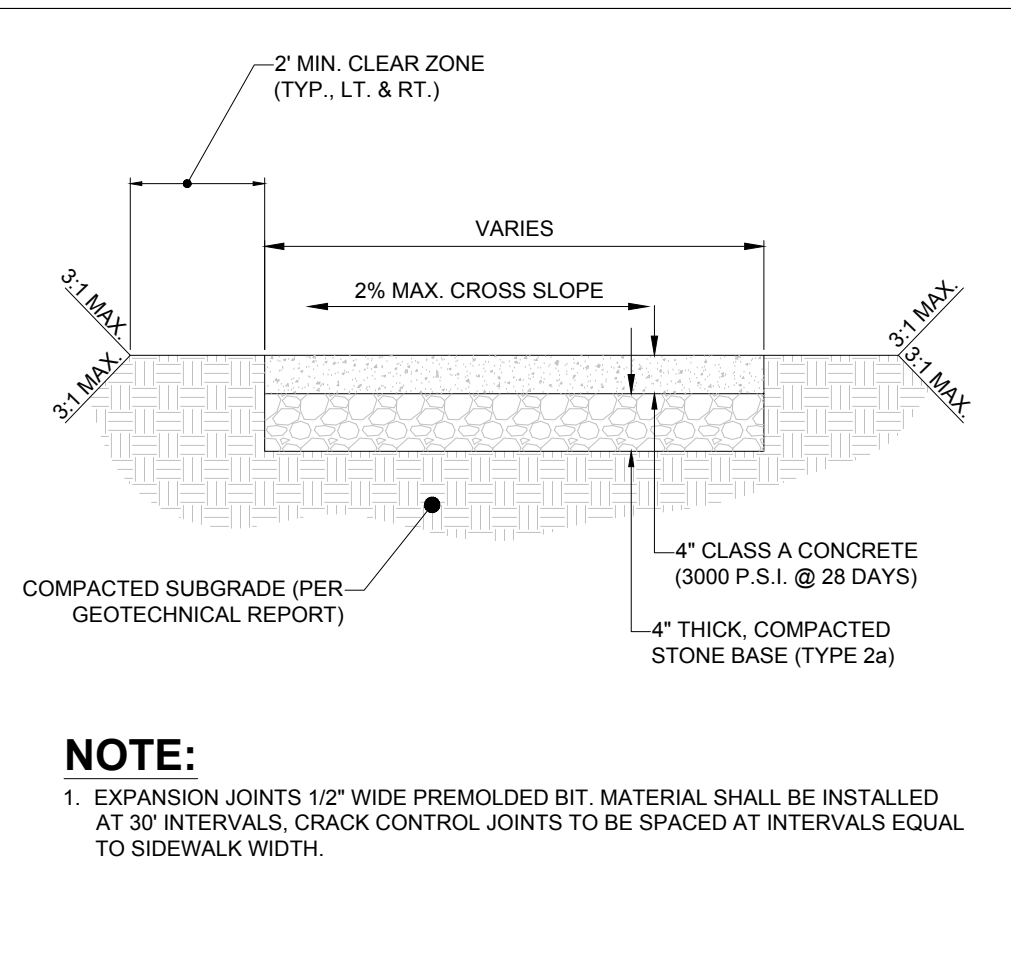 2' MIN. CLEAR ZONE
(TYP., LT. & RT.)
VARIES
2% MAX. CROSS SLOPE
3:1 MAX.
3:1 MAX.
3:1 MAX.
3:1 MAX.
4" CLASS A CONCRETE
(3000 P.S.I. @ 28 DAYS)
COMPACTED SUBGRADE (PER
GEOTECHNICAL REPORT)
4" THICK, COMPACTED
STONE BASE (TYPE 2a)
NOTE:
1. EXPANSION JOINTS 1/2" WIDE PREMOLDED BIT. MATERIAL SHALL BE INSTALLED
AT 30' INTERVALS, CRACK CONTROL JOINTS TO BE SPACED AT INTERVALS EQUAL
TO SIDEWALK WIDTH.